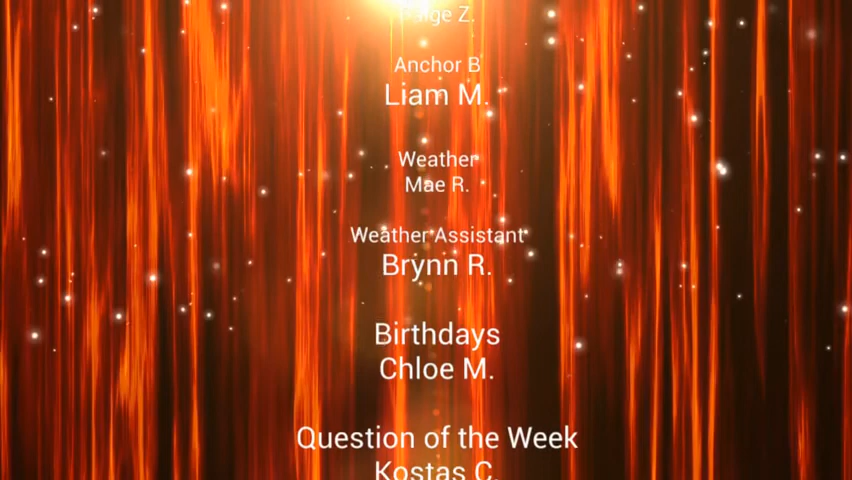 Paige Z.
Anchor B
Liam M.
Weather
Mae R.
Weather Assistant
Brynn R.
Birthdays
Chloe M.
Question of the Week
Kostas C.